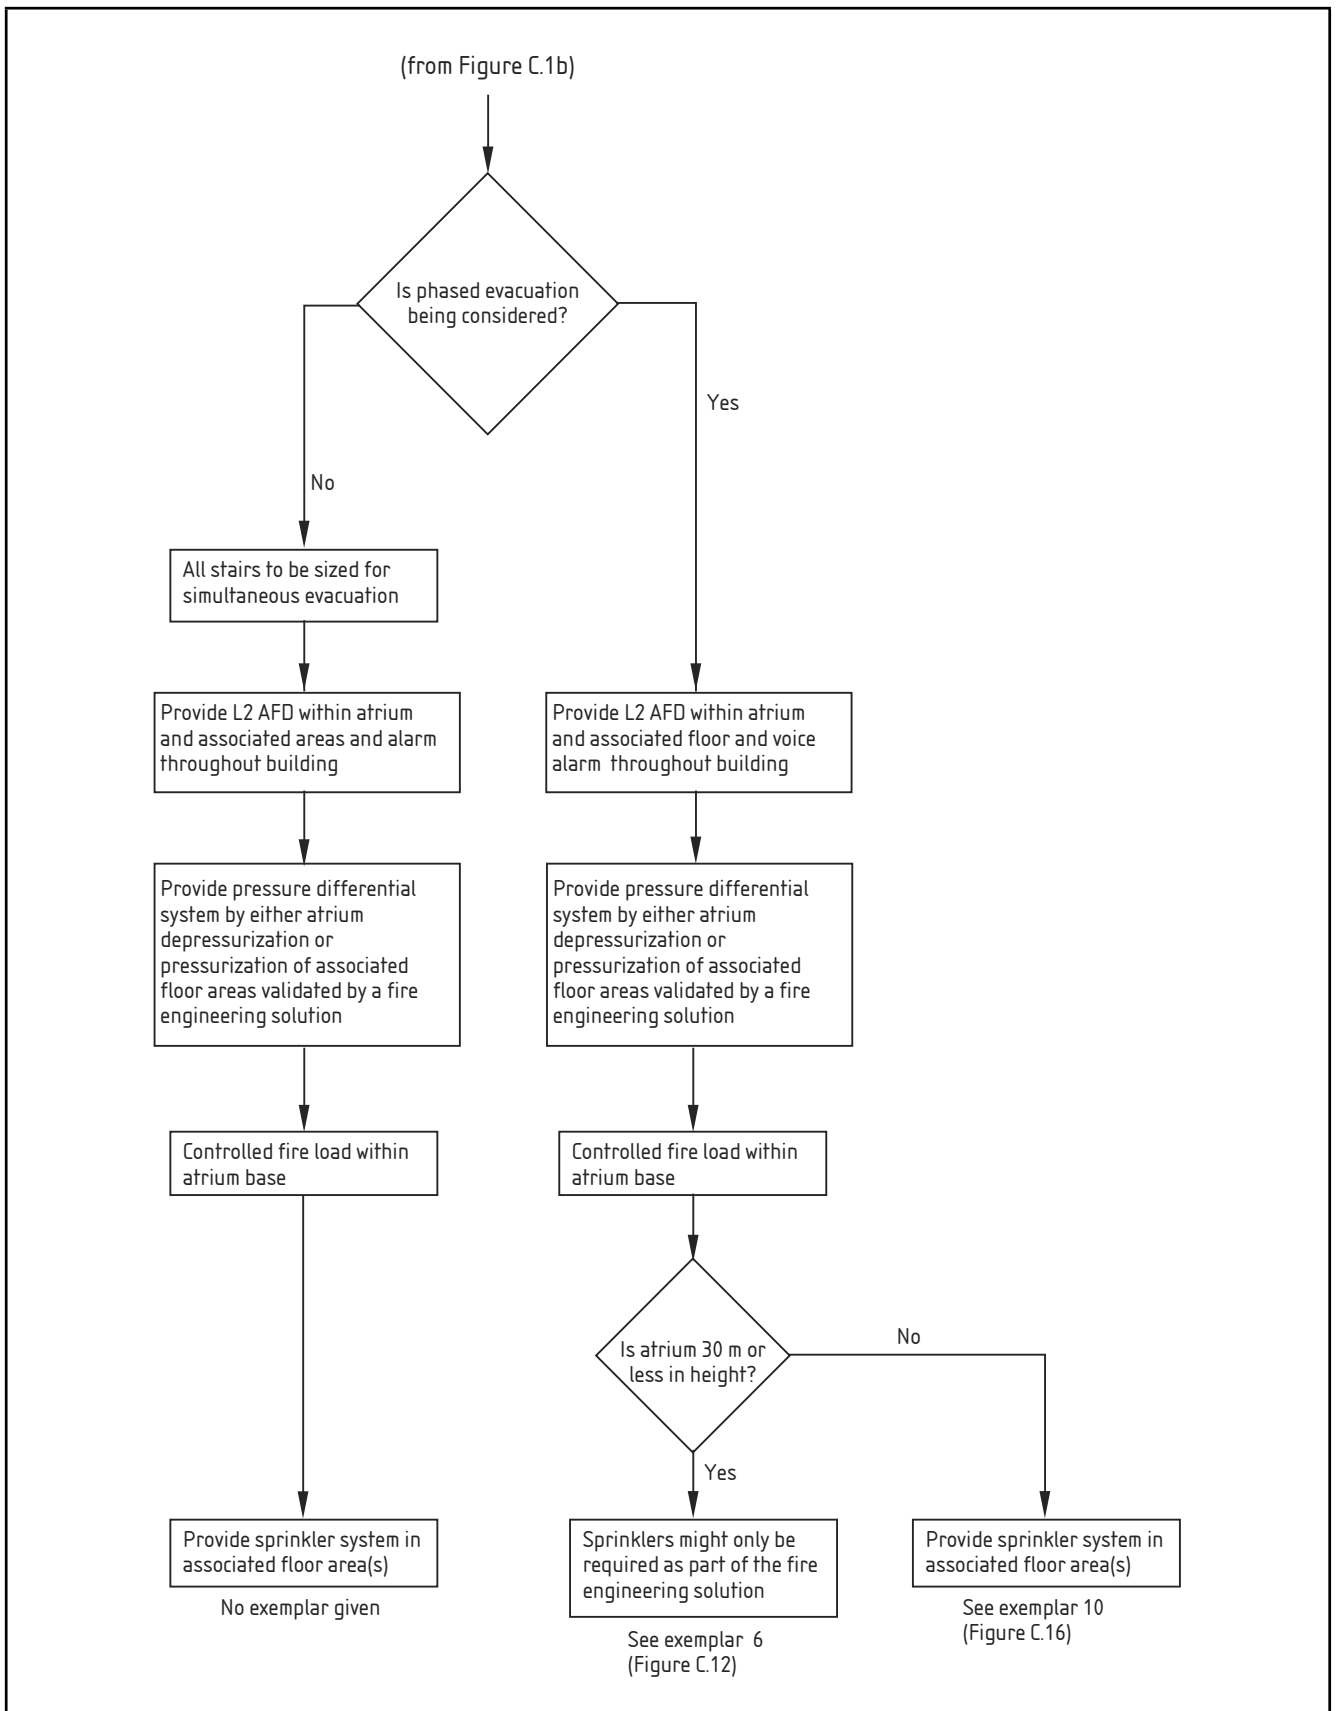 (from Figure C.1b)
Is phased evacuation
being considered?
Yes
No
All stairs to be sized for
simultaneous evacuation
Provide L2 AFD within atrium
and associated areas and alarm
throughout building
Provide L2 AFD within atrium
and associated floor and voice
alarm throughout building
Provide pressure differential
system by either atrium
depressurization or
pressurization of associated
floor areas validated by a fire
engineering solution
Provide pressure differential
system by either atrium
depressurization or
pressurization of associated
floor areas validated by a fire
engineering solution
Controlled fire load within
atrium base
Controlled fire load within
atrium base
Is atrium 30 m or
less in height?
No
Yes
Provide sprinkler system in
associated floor area(s)
No exemplar given
Sprinklers might only be
required as part of the fire
engineering solution
See exemplar 6
(Figure C.12)
Provide sprinkler system in
associated floor area(s)
See exemplar 10
(Figure C.16)